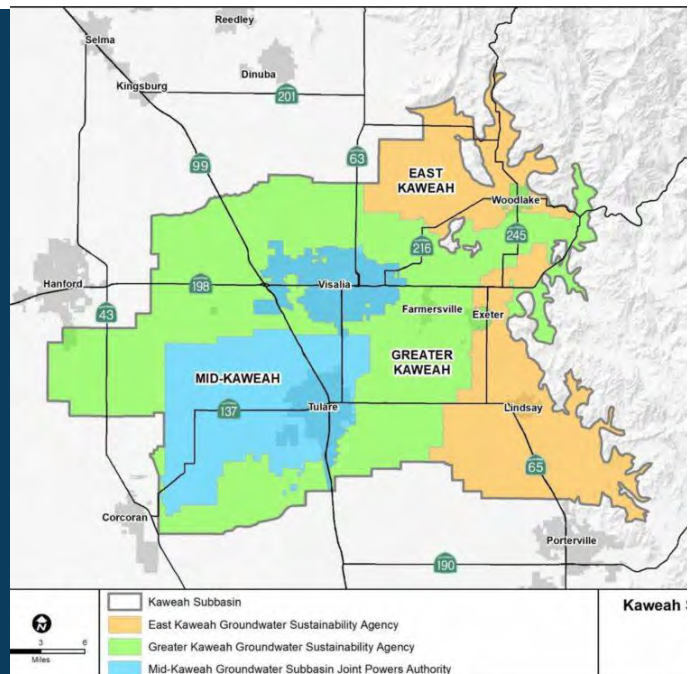 Reedley
Selma
Dinuba
Kingsburg
201
63
99
EAST
KAWEAH
Woodlake
216
245
Hanford
198
Visalia
43
Farmersville
Exeter
GREATER
KAWEAH
MID-KAWEAH
137
Tulare
Lindsay
65
Corcoran
Porterville
190
Kaweah Subbasin
East Kaweah Groundwater Sustainability Agency
Greater Kaweah Groundwater Sustainability Agency
Mid-Kaweah Groundwater Subbasin Joint Powers Authority
N
3 6
Miles
Kaweah S